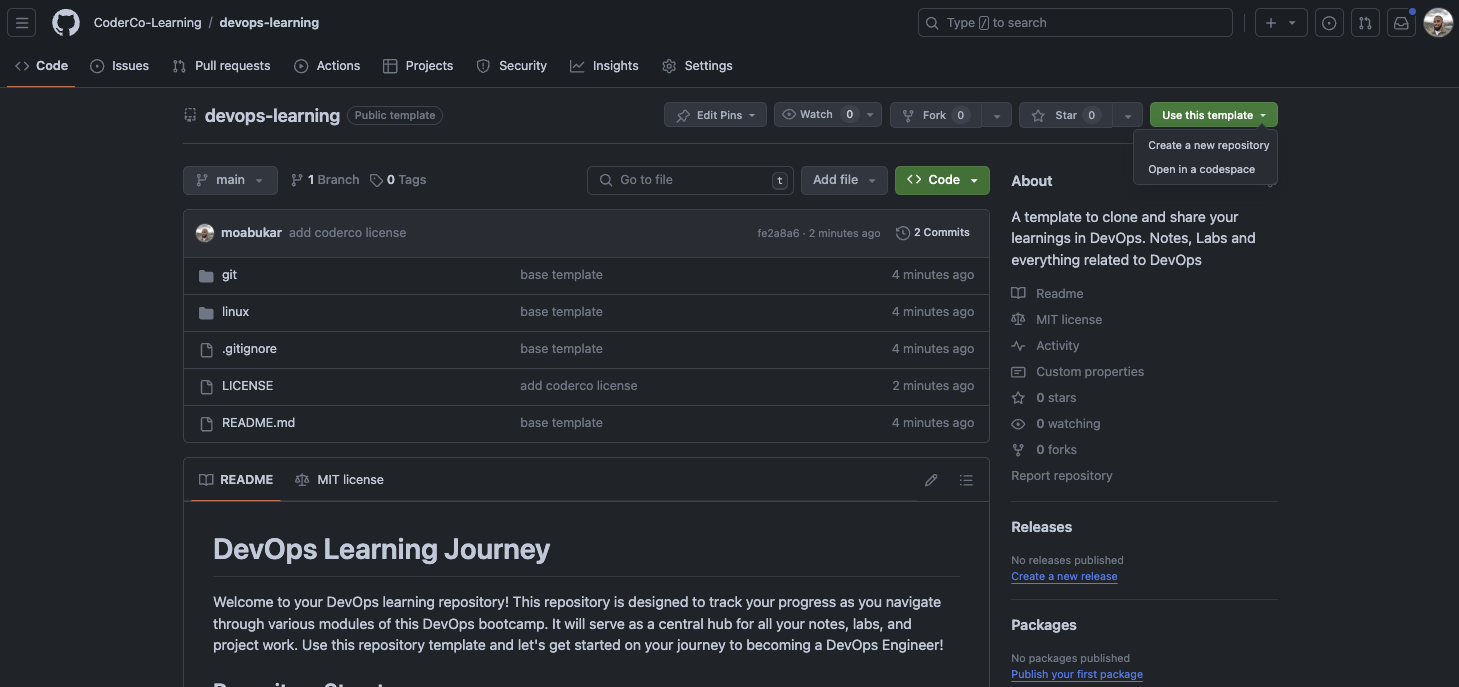 CoderCo-Learning / devops-learning
Type / to search
Code Issues Pull requests Actions Projects Security Insights Settings
devops-learning Public template
Edit Pins Watch 0 Fork 0 Star 0 Use this template
Create a new repository
Open in a codespace
main 1 Branch 0 Tags
Go to file t Add file Code
moabukar add coderco license fe2a8a6 · 2 minutes ago 2 Commits
git base template 4 minutes ago
linux base template 4 minutes ago
.gitignore base template 4 minutes ago
LICENSE add coderco license 2 minutes ago
README.md base template 4 minutes ago
README MIT license
DevOps Learning Journey
Welcome to your DevOps learning repository! This repository is designed to track your progress as you navigate
through various modules of this DevOps bootcamp. It will serve as a central hub for all your notes, labs, and
project work. Use this repository template and let's get started on your journey to becoming a DevOps Engineer!
About
A template to clone and share your
learnings in DevOps. Notes, Labs and
everything related to DevOps
Readme
MIT license
Activity
Custom properties
0 stars
0 watching
0 forks
Report repository
Releases
No releases published
Create a new release
Packages
No packages published
Publish your first package